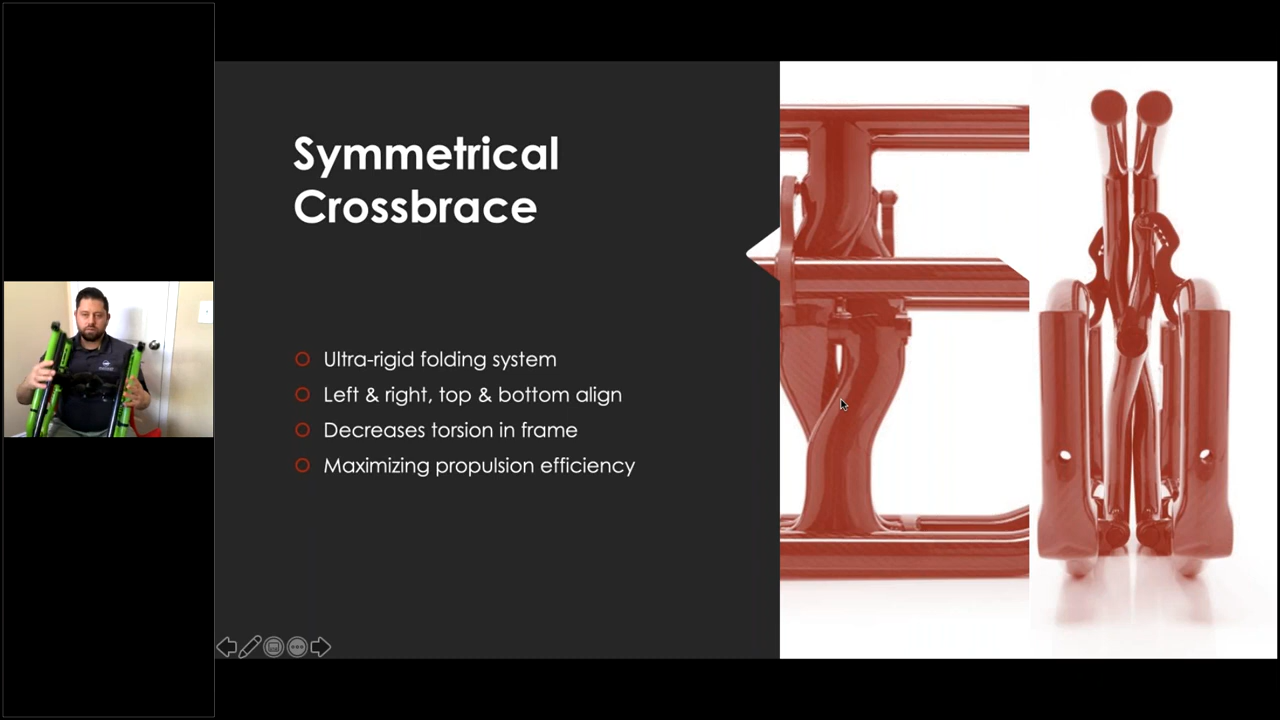 Symmetrical
Crossbrace
Ultra-rigid folding system
Left & right, top & bottom align
Decreases torsion in frame
Maximizing propulsion efficiency